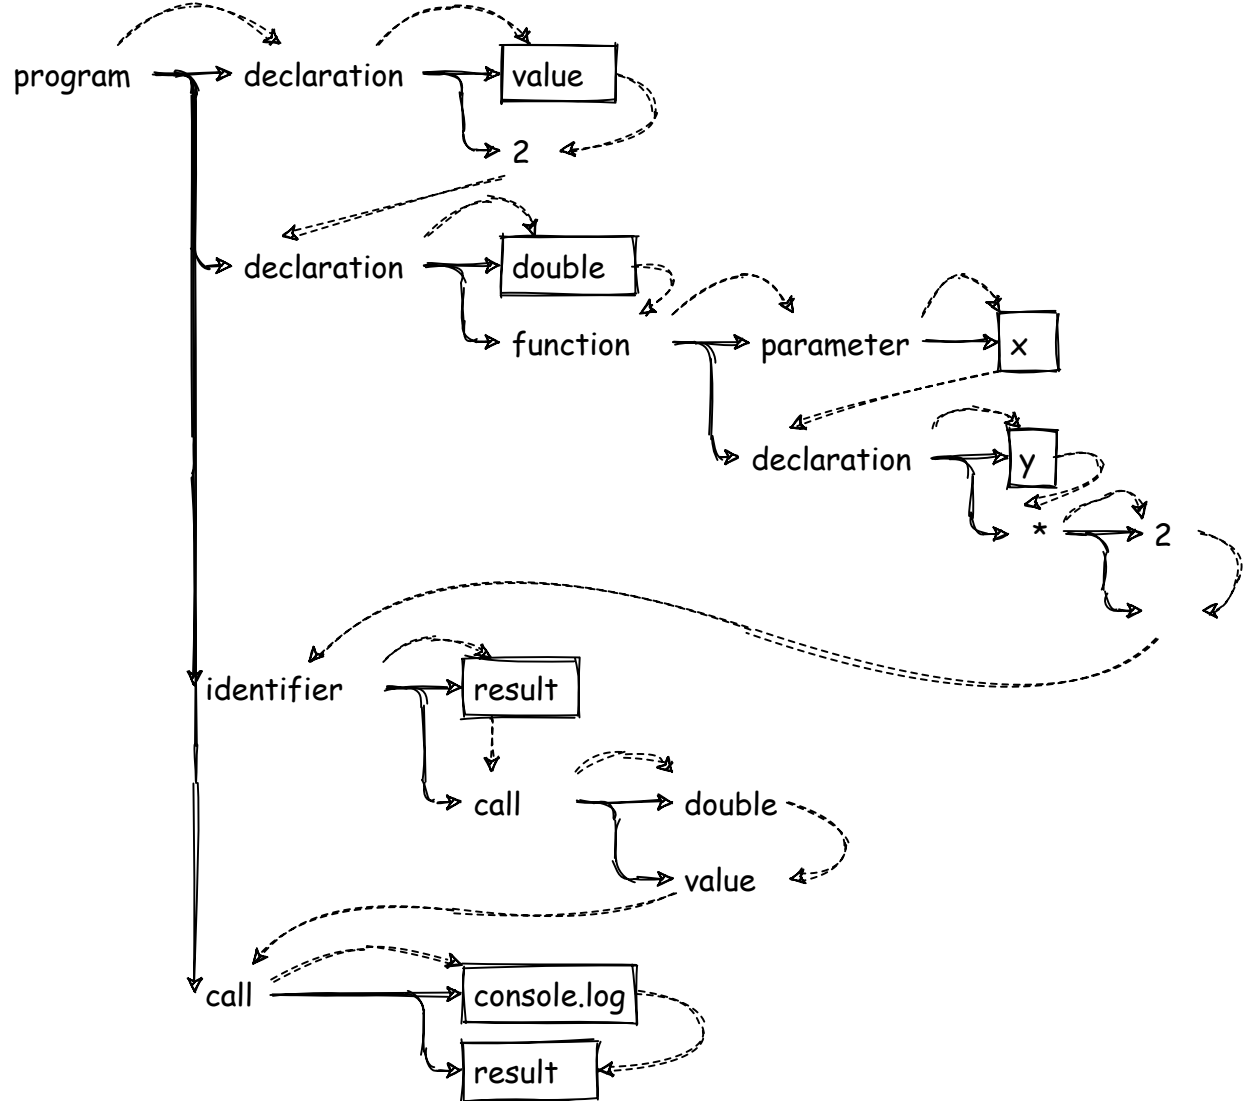 program
declaration
value
2
declaration
double
function
parameter
x
declaration
y
*
2
identifier
result
call
double
value
call
console.log
result